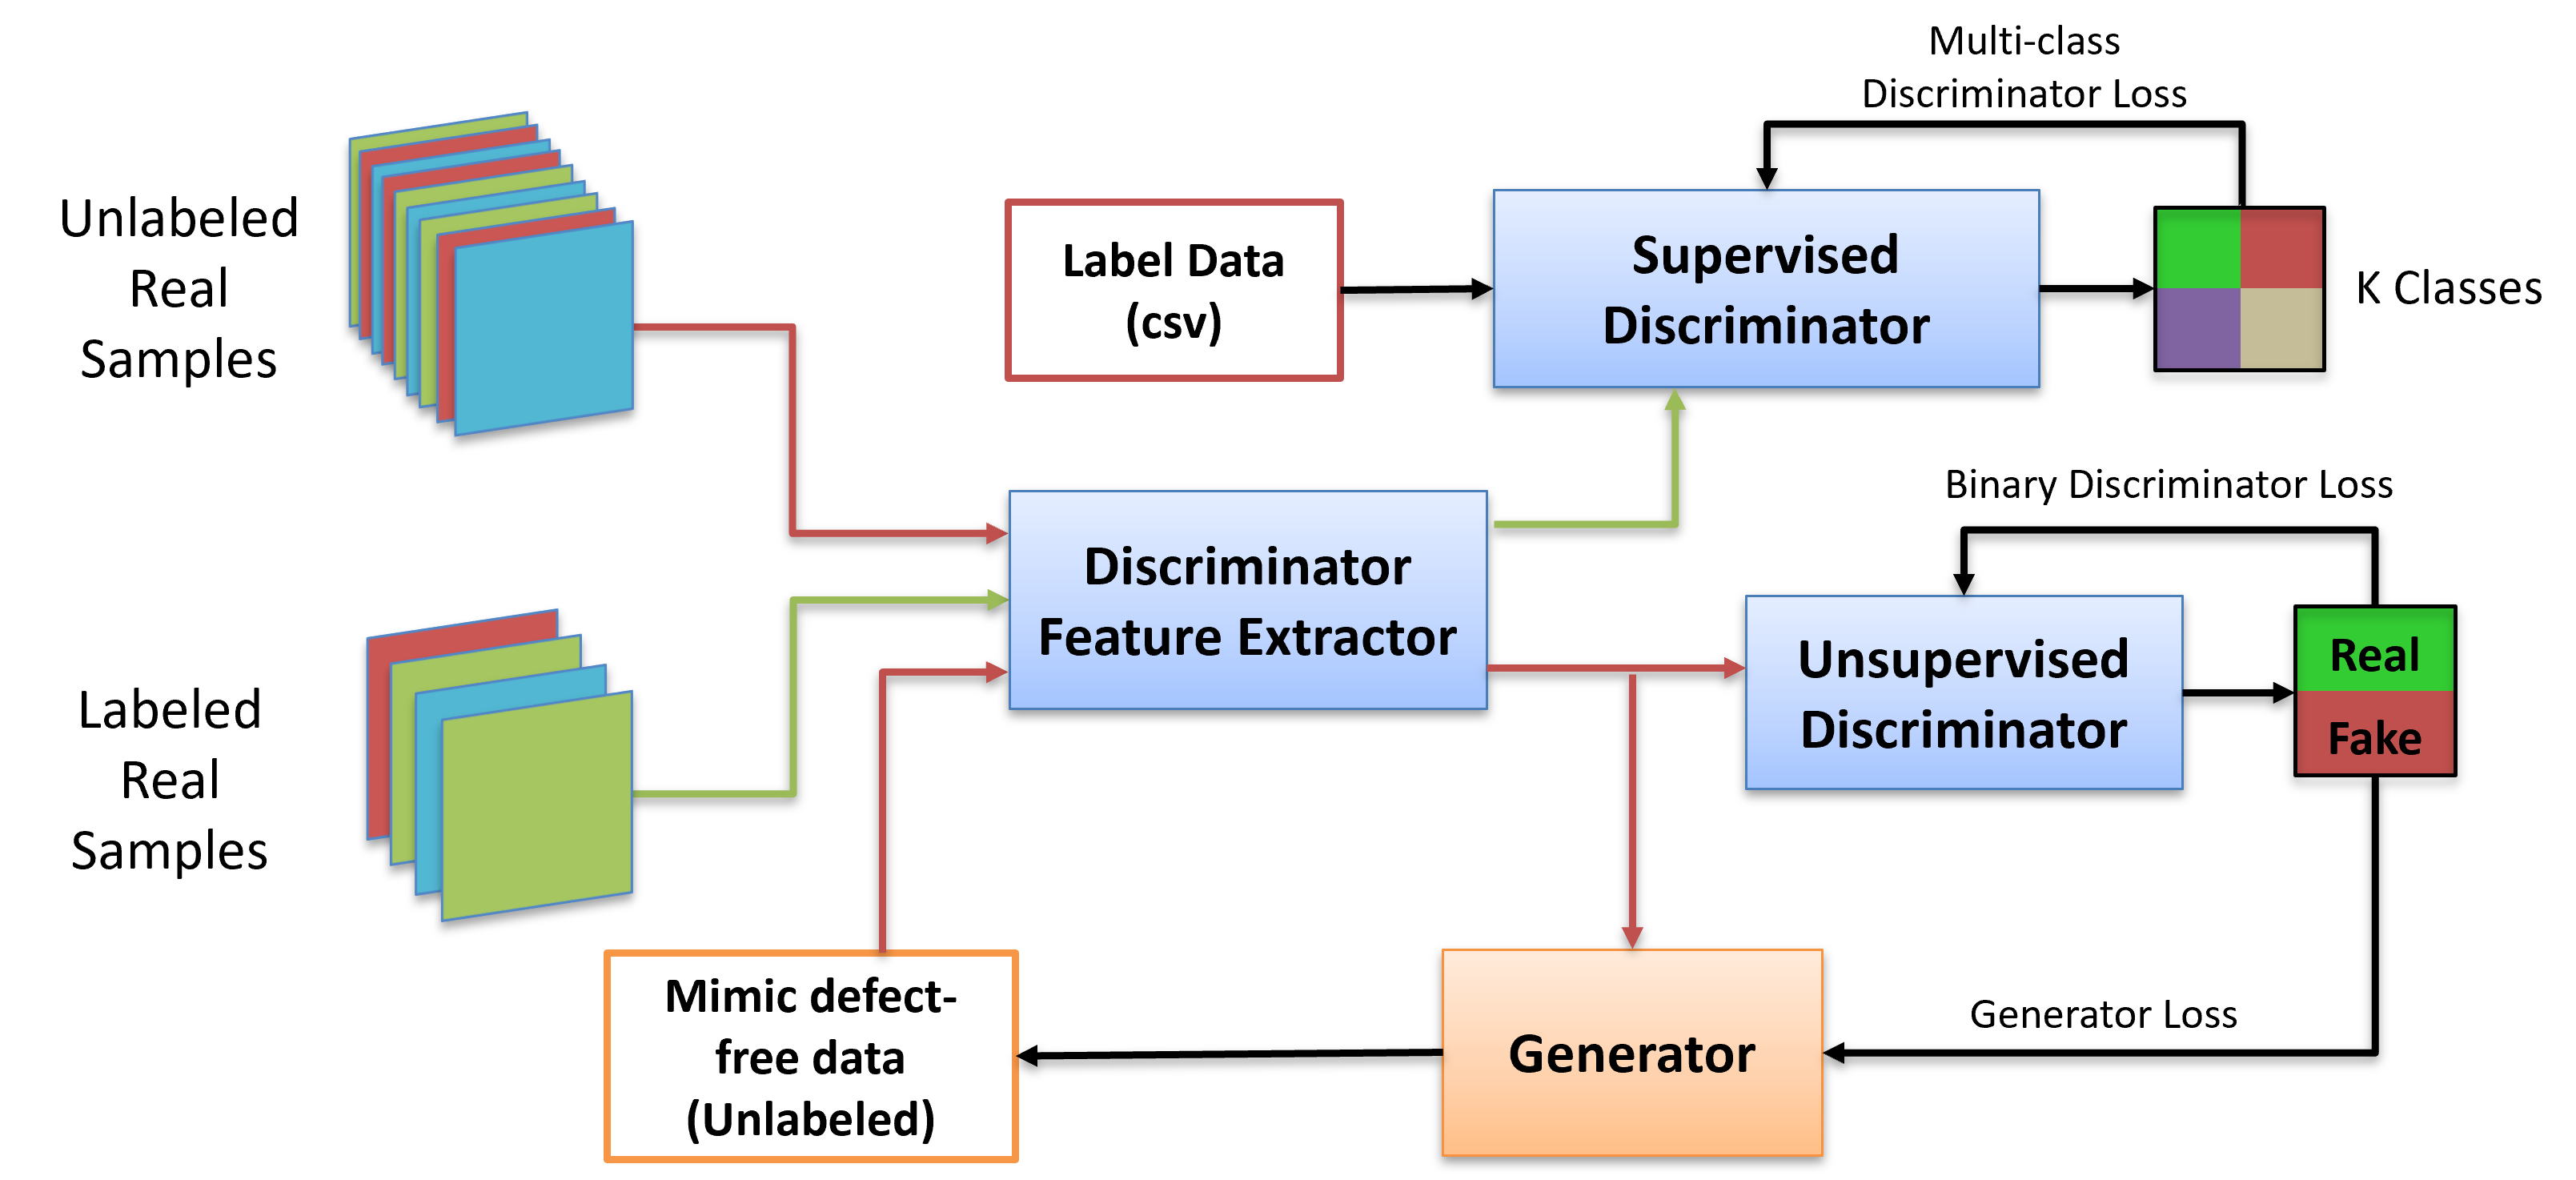 Multi-class
Discriminator Loss
Unlabeled
Real
Samples
Label Data
(csv)
Supervised
Discriminator
K Classes
Binary Discriminator Loss
Discriminator
Feature Extractor
Unsupervised
Discriminator
Real
Fake
Labeled
Real
Samples
Mimic defect-
free data
(Unlabeled)
Generator
Generator Loss